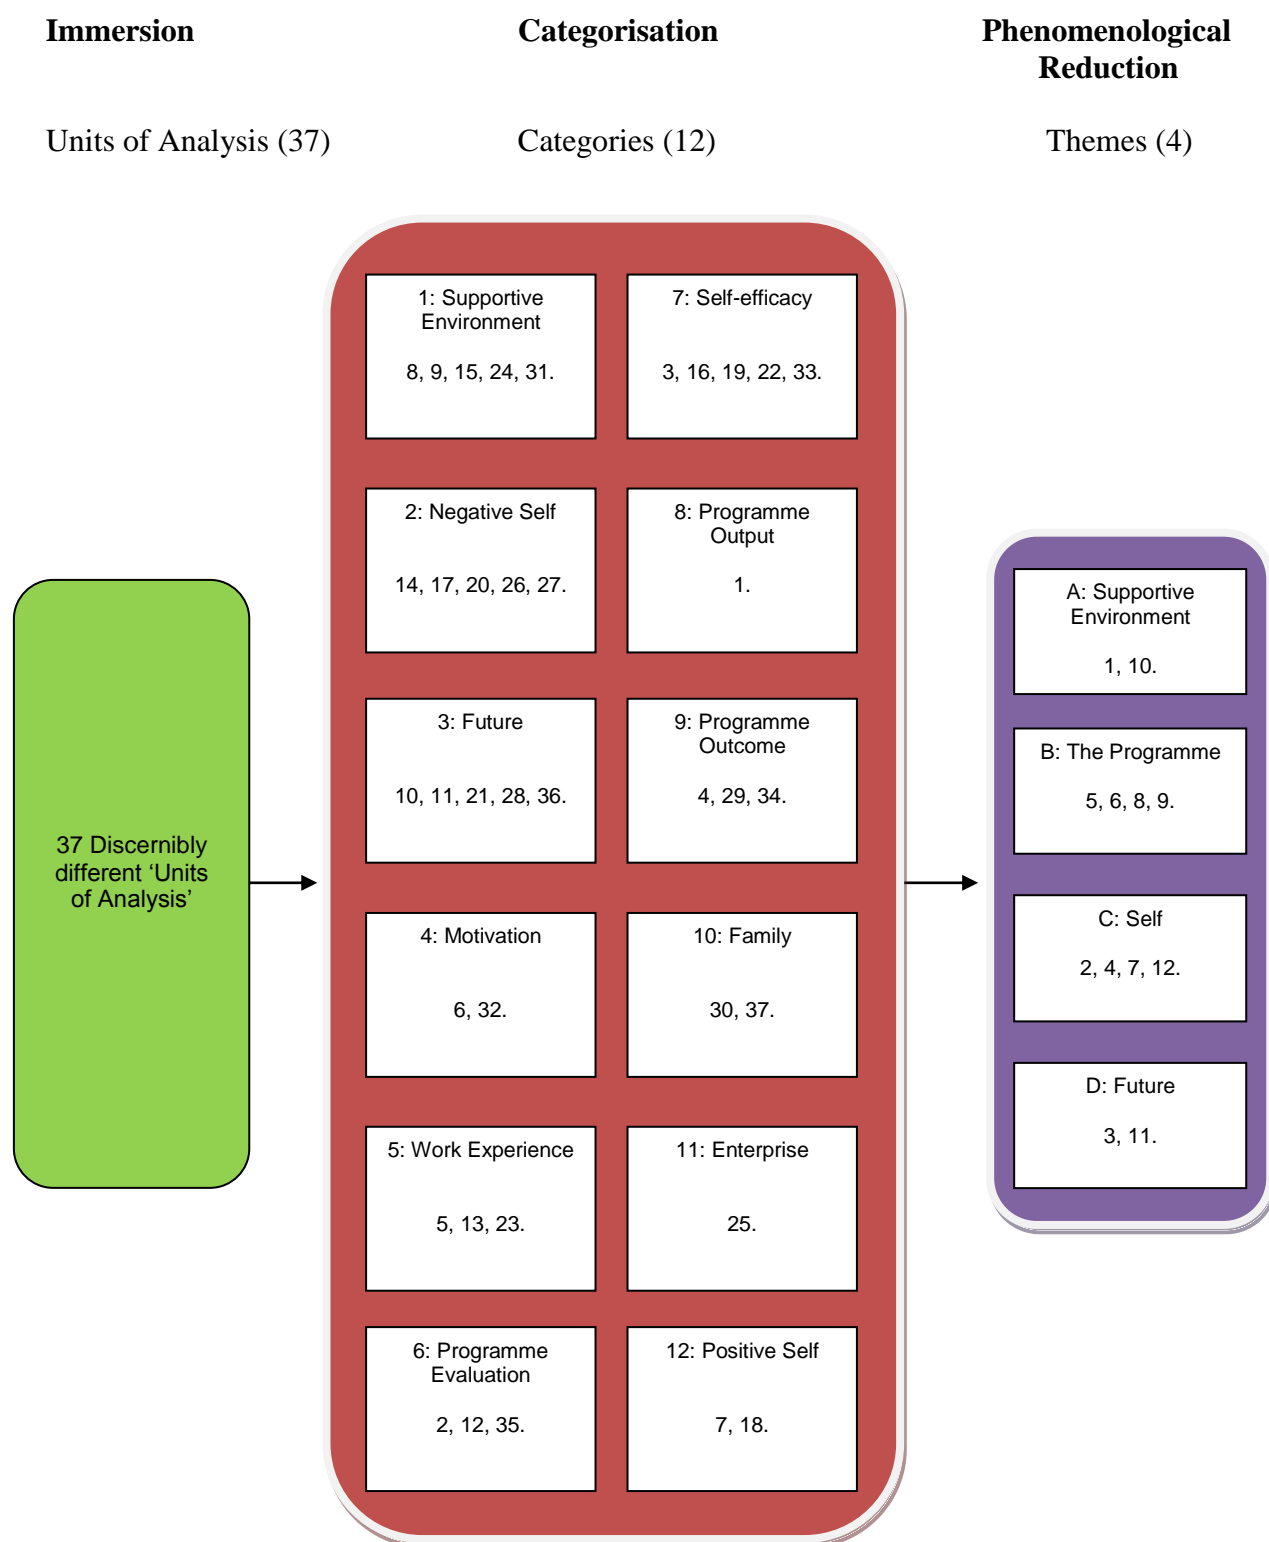 Immersion
Categorisation
Phenomenological
Reduction
Units of Analysis (37)
Categories (12)
Themes (4)
37 Discernibly
different ‘Units
of Analysis’
1: Supportive
Environment
8, 9, 15, 24, 31.
2: Negative Self
14, 17, 20, 26, 27.
3: Future
10, 11, 21, 28, 36.
4: Motivation
6, 32.
5: Work Experience
5, 13, 23.
6: Programme
Evaluation
2, 12, 35.
7: Self-efficacy
3, 16, 19, 22, 33.
8: Programme
Output
1.
9: Programme
Outcome
4, 29, 34.
10: Family
30, 37.
11: Enterprise
25.
12: Positive Self
7, 18.
A: Supportive
Environment
1, 10.
B: The Programme
5, 6, 8, 9.
C: Self
2, 4, 7, 12.
D: Future
3, 11.